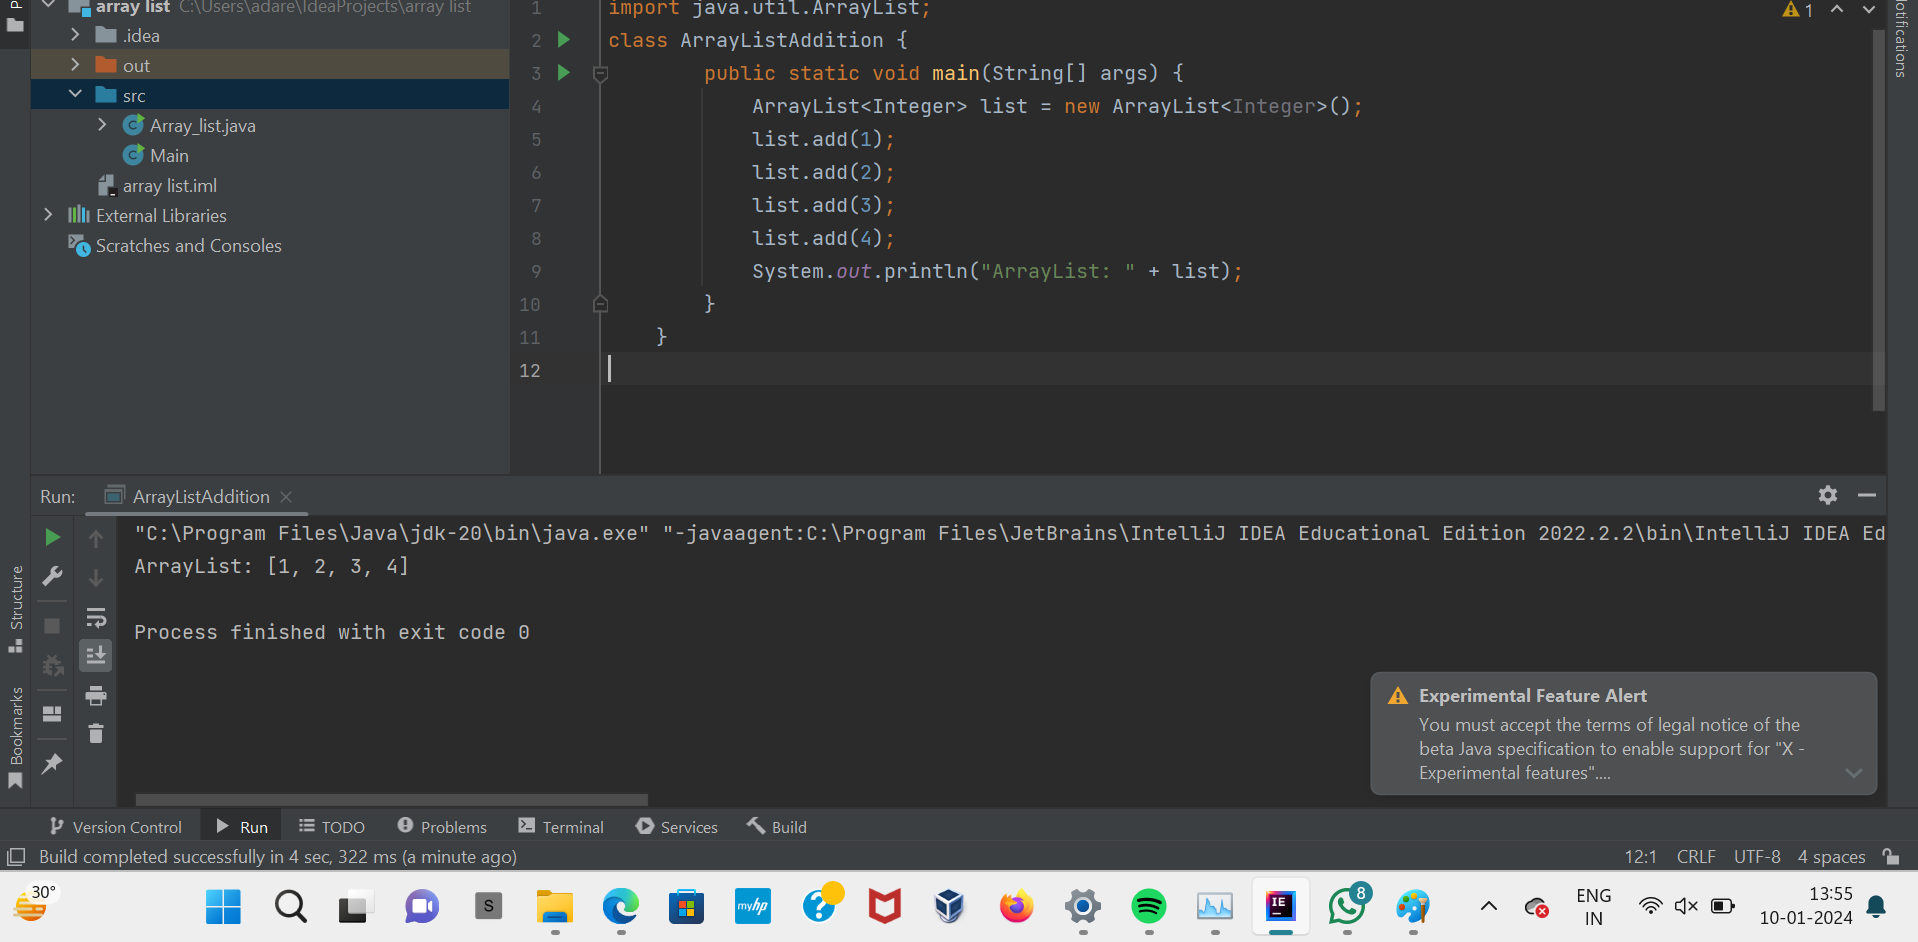 array list C:\Users\adare\IdeaProjects\array list
.idea
out
src
Array_list.java
Main
array list.iml
External Libraries
Scratches and Consoles
Structure
Bookmarks
1 import java.util.ArrayList;
2 class ArrayListAddition {
3 public static void main(String[] args) {
4 ArrayList<Integer> list = new ArrayList<Integer>();
5 list.add(1);
6 list.add(2);
7 list.add(3);
8 list.add(4);
9 System.out.println("ArrayList: " + list);
10 }
11 }
12
1
Notifications
Run: ArrayListAddition
"C:\Program Files\Java\jdk-20\bin\java.exe" "-javaagent:C:\Program Files\JetBrains\IntelliJ IDEA Educational Edition 2022.2.2\bin\IntelliJ IDEA Ed
ArrayList: [1, 2, 3, 4]
Process finished with exit code 0
Experimental Feature Alert
You must accept the terms of legal notice of the
beta Java specification to enable support for "X -
Experimental features"....
Version Control Run TODO Problems Terminal Services Build
Build completed successfully in 4 sec, 322 ms (a minute ago) 12:1 CRLF UTF-8 4 spaces
30°
S
myhp
?
IE
8
ENG
IN
13:55
10-01-2024